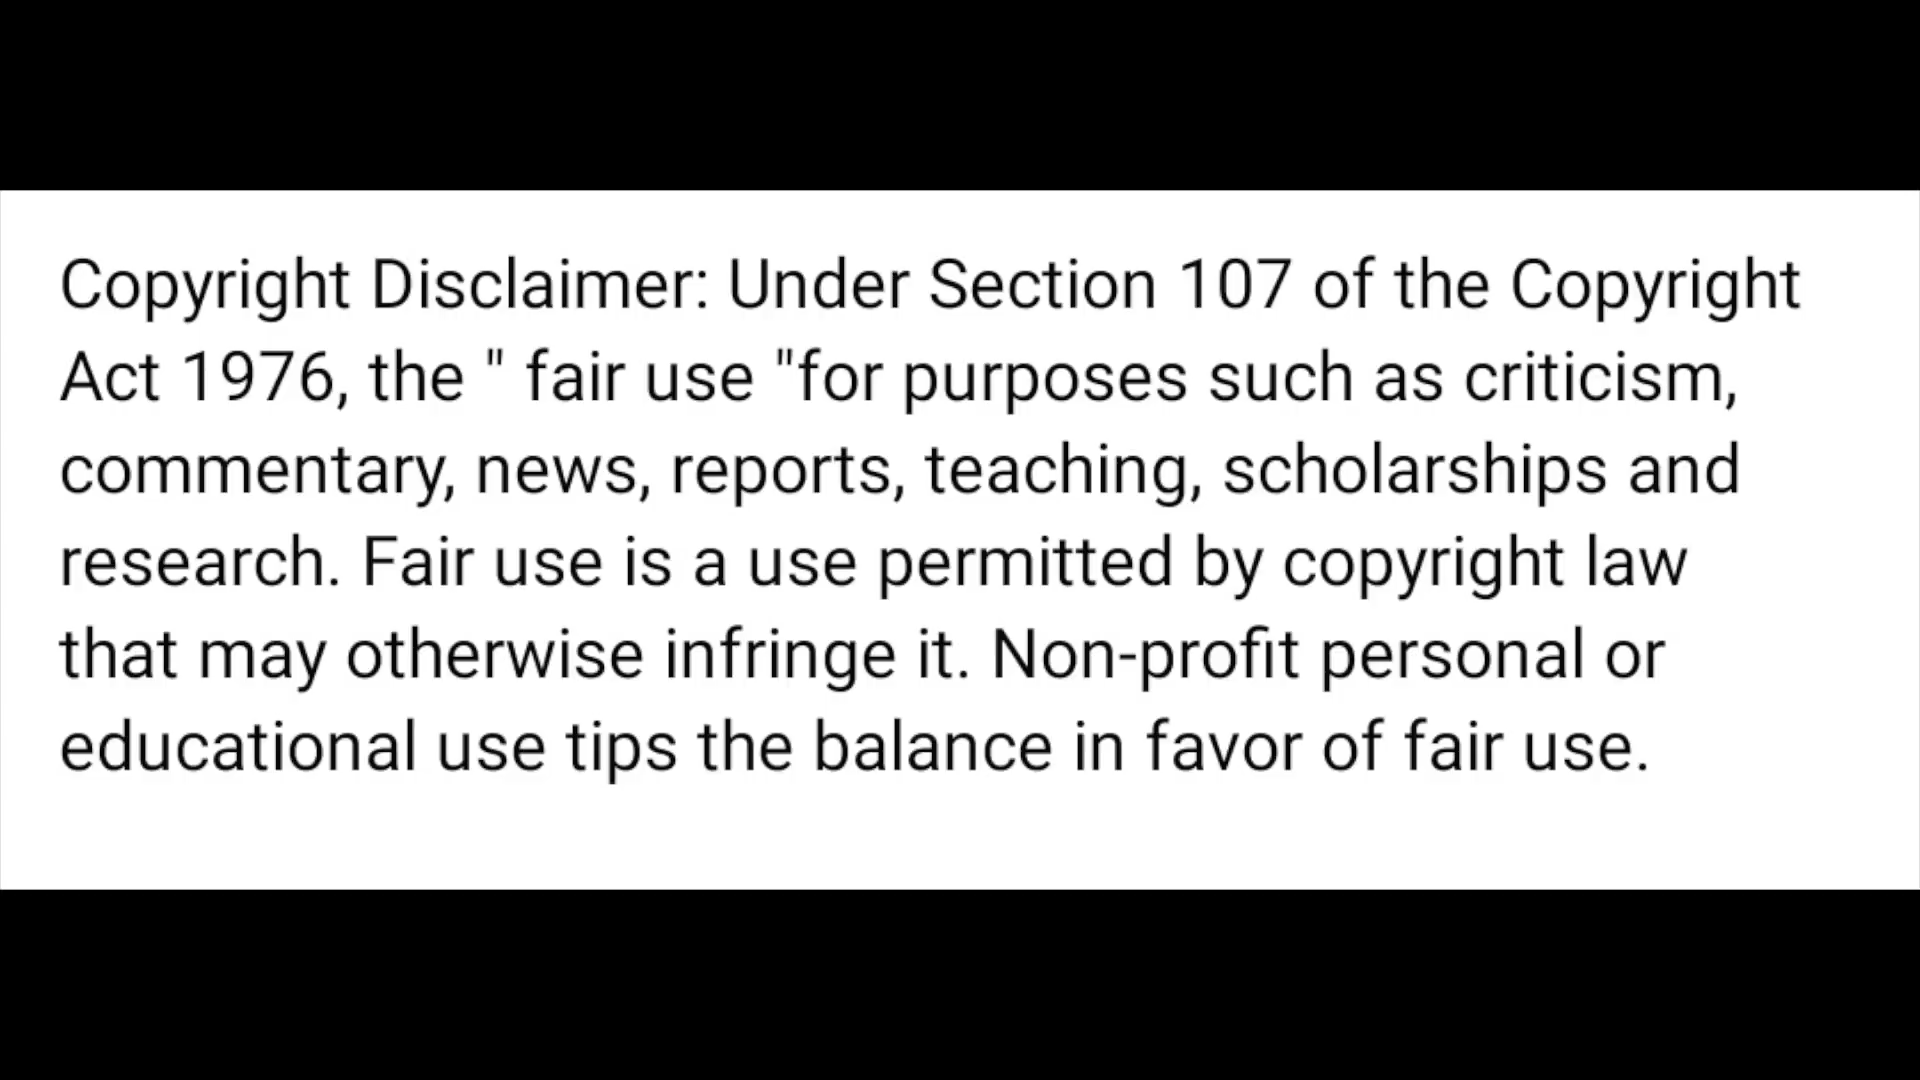 Copyright Disclaimer: Under Section 107 of the Copyright
Act 1976, the " fair use "for purposes such as criticism,
commentary, news, reports, teaching, scholarships and
research. Fair use is a use permitted by copyright law
that may otherwise infringe it. Non-profit personal or
educational use tips the balance in favor of fair use.